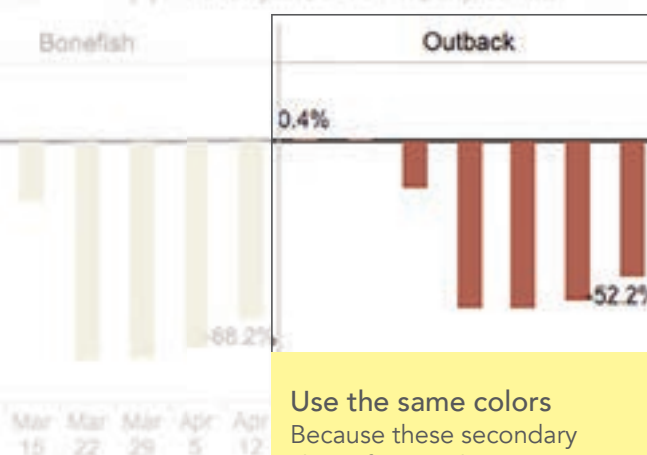 Bonefish
Outback
0.4%
-52.2%
-68.2%
Mar Mar Mar Apr Apr
15 22 29 5 12
Use the same colors
Because these secondary